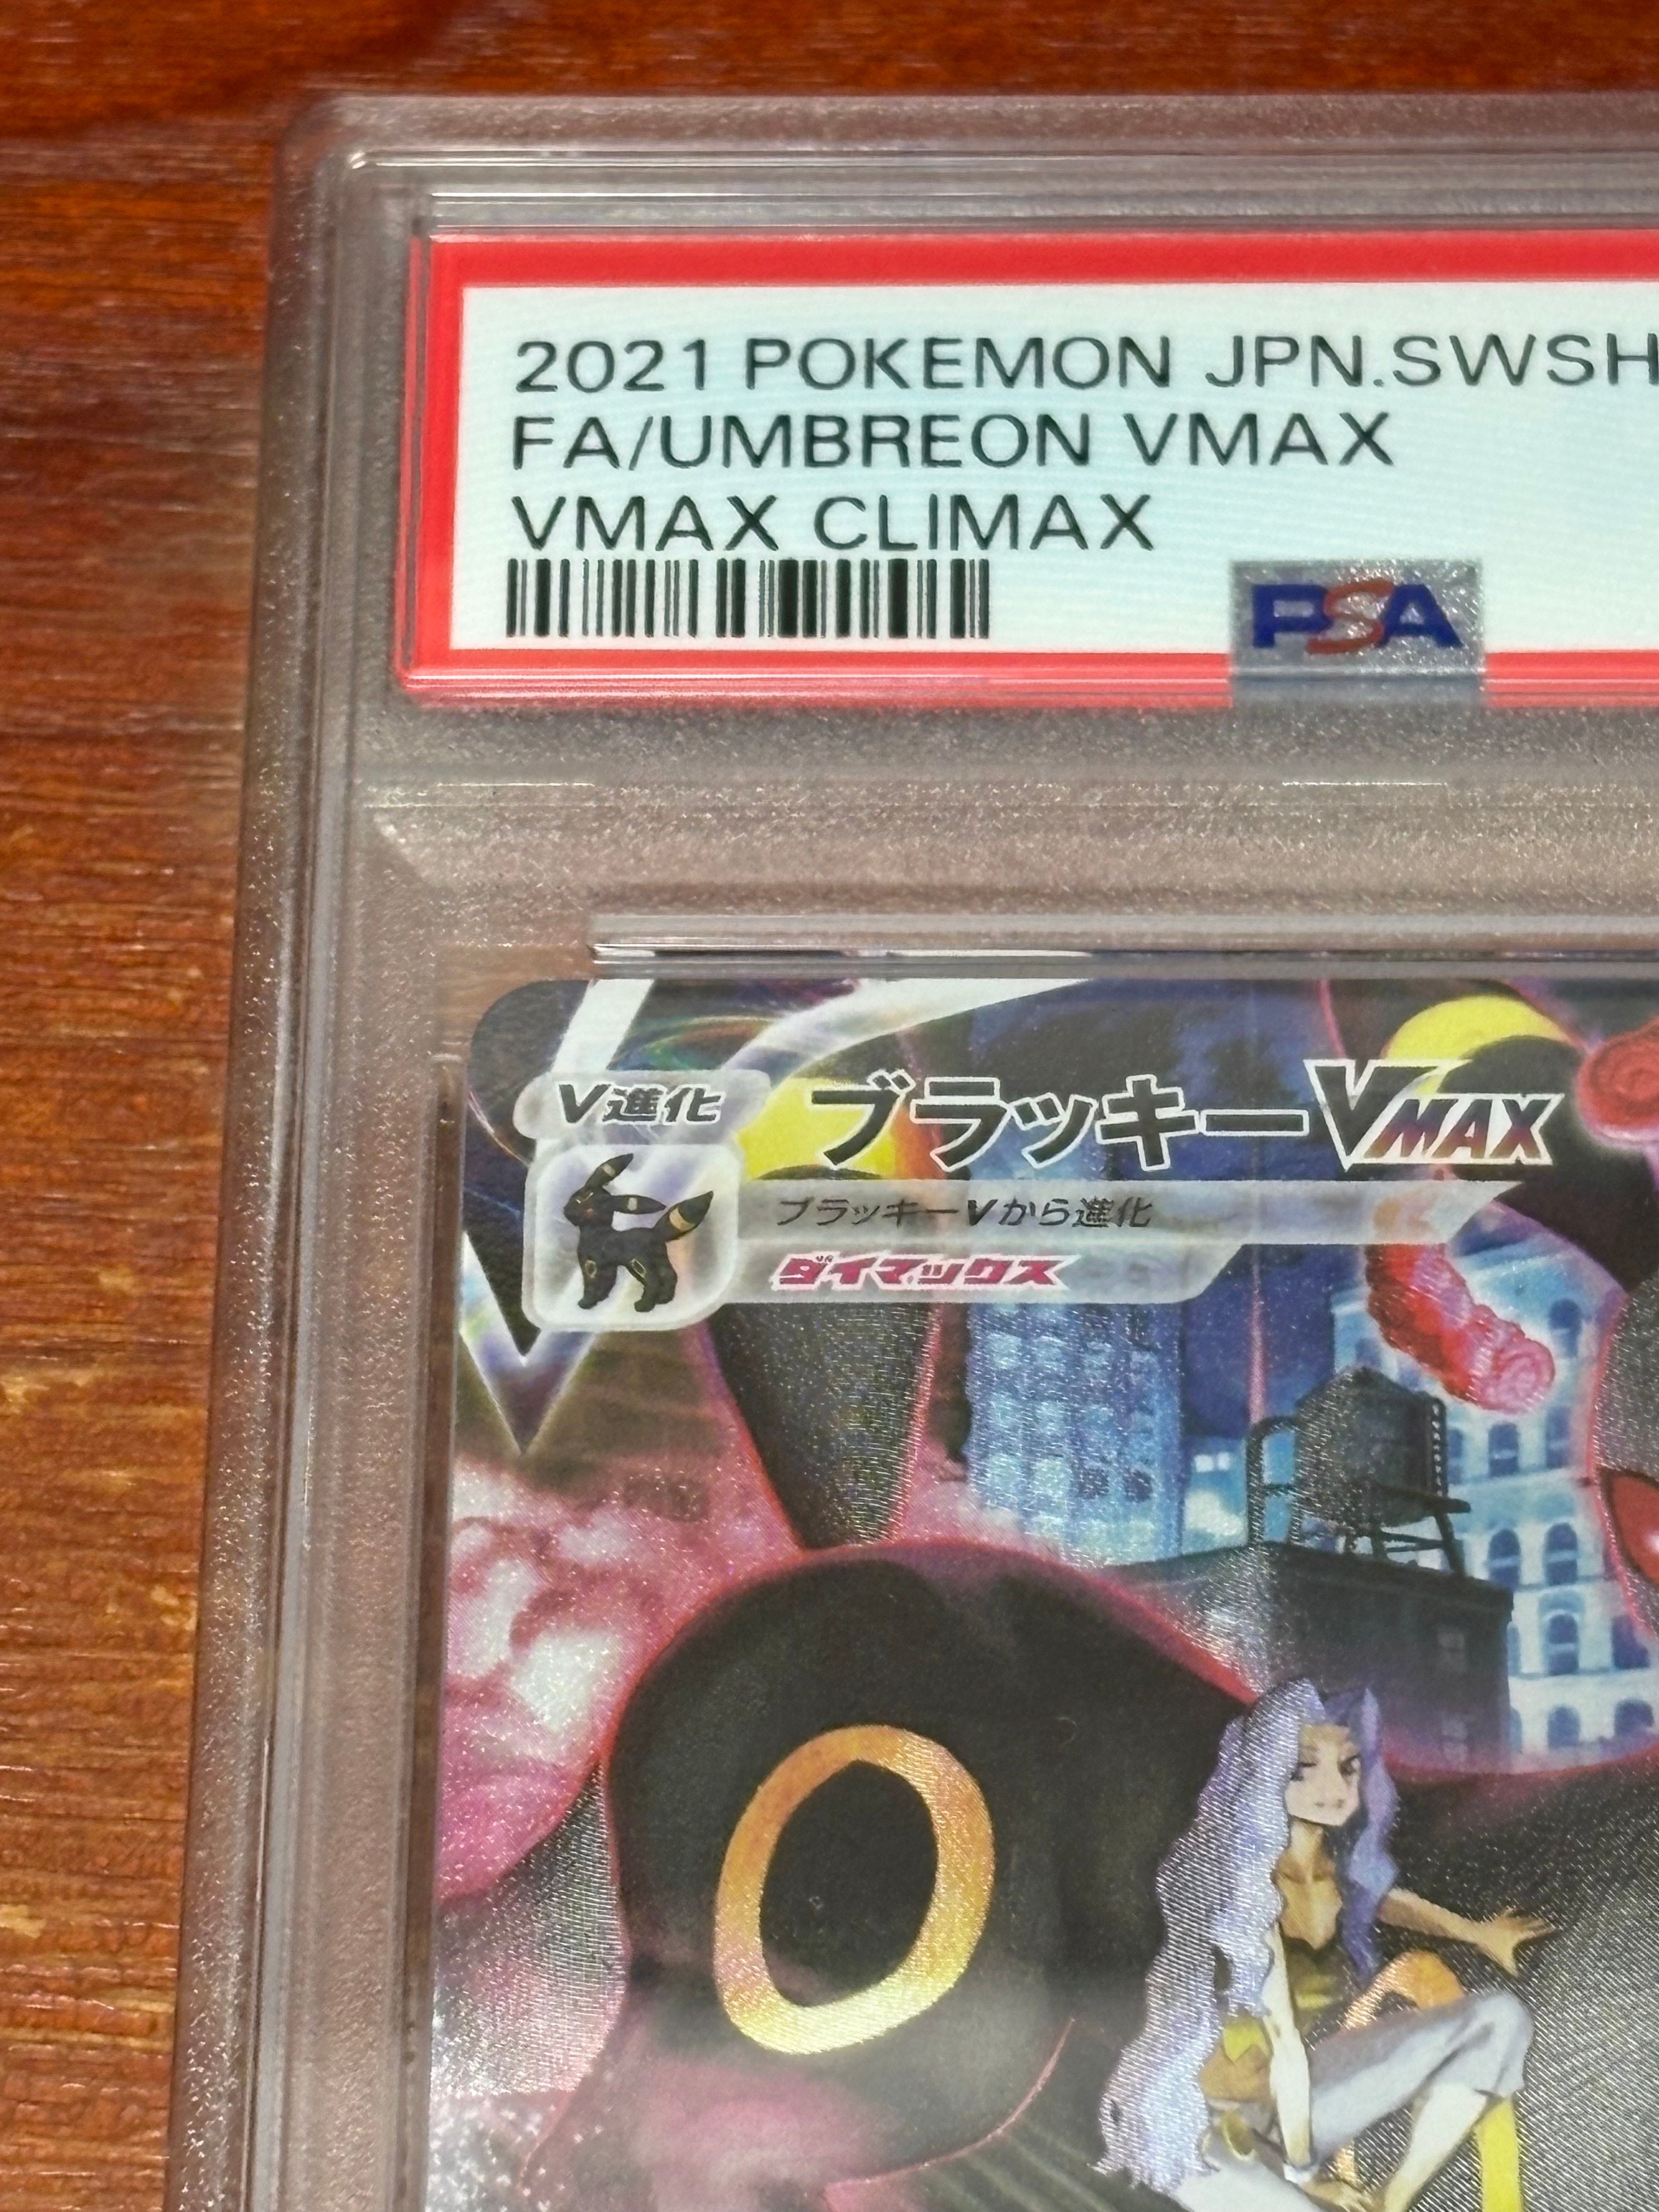 2021 POKEMON JPN.SWSH
FA/UMBREON VMAX
VMAX CLIMAX
PSA
V進化
ブラッキーVMAX
ブラッキーVから進化
ダイマックス